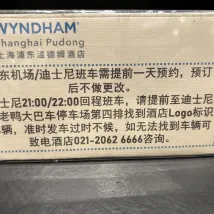 WYNDHAM
Shanghai Pudong
上海浦东温德姆酒店
东机场/迪士尼班车需提前一天预约，预订
后不做更改。
士尼21:00/22:00回程班车，请提前至迪士尼
老鸭大巴车停车场第四排找到酒店Logo标识
车辆，准时发车过时不候，如无法找到车辆可
致电酒店021-2062 6666咨询。